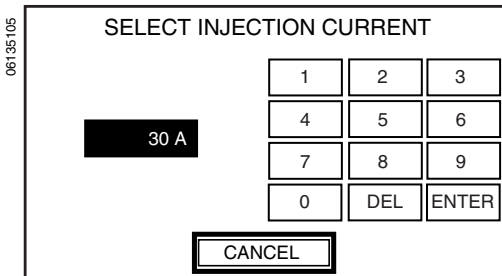 06135105
SELECT INJECTION CURRENT
30 A
1 2 3
4 5 6
7 8 9
0 DEL ENTER
CANCEL